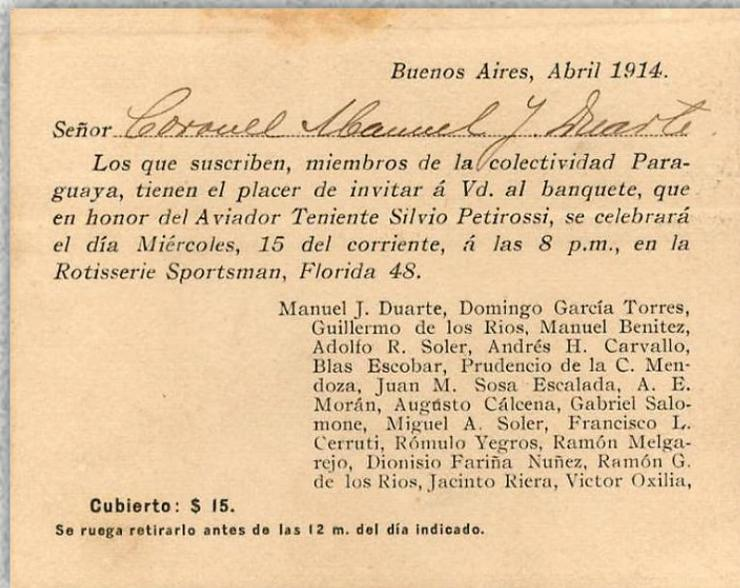 Buenos Aires, Abril 1914.
Señor Coronel Manuel J. Duarte.
Los que suscriben, miembros de la colectividad Para-
guaya, tienen el placer de invitar á Vd. al banquete, que
en honor del Aviador Teniente Silvio Petirossi, se celebrará
el día Miércoles, 15 del corriente, á las 8 p.m., en la
Rotisserie Sportsman, Florida 48.
Manuel J. Duarte, Domingo García Torres,
Guillermo de los Rios, Manuel Benitez,
Adolfo R. Soler, Andrés H. Carvallo,
Blas Escobar, Prudencio de la C. Men-
doza, Juan M. Sosa Escalada, A. E.
Morán, Augusto Cálcena, Gabriel Salo-
mone, Miguel A. Soler, Francisco L.
Cerruti, Rómulo Yegros, Ramón Melga-
rejo, Dionisio Fariña Nuñez, Ramón G.
de los Rios, Jacinto Riera, Victor Oxilia,
Cubierto: $ 15.
Se ruega retirarlo antes de las 12 m. del día indicado.